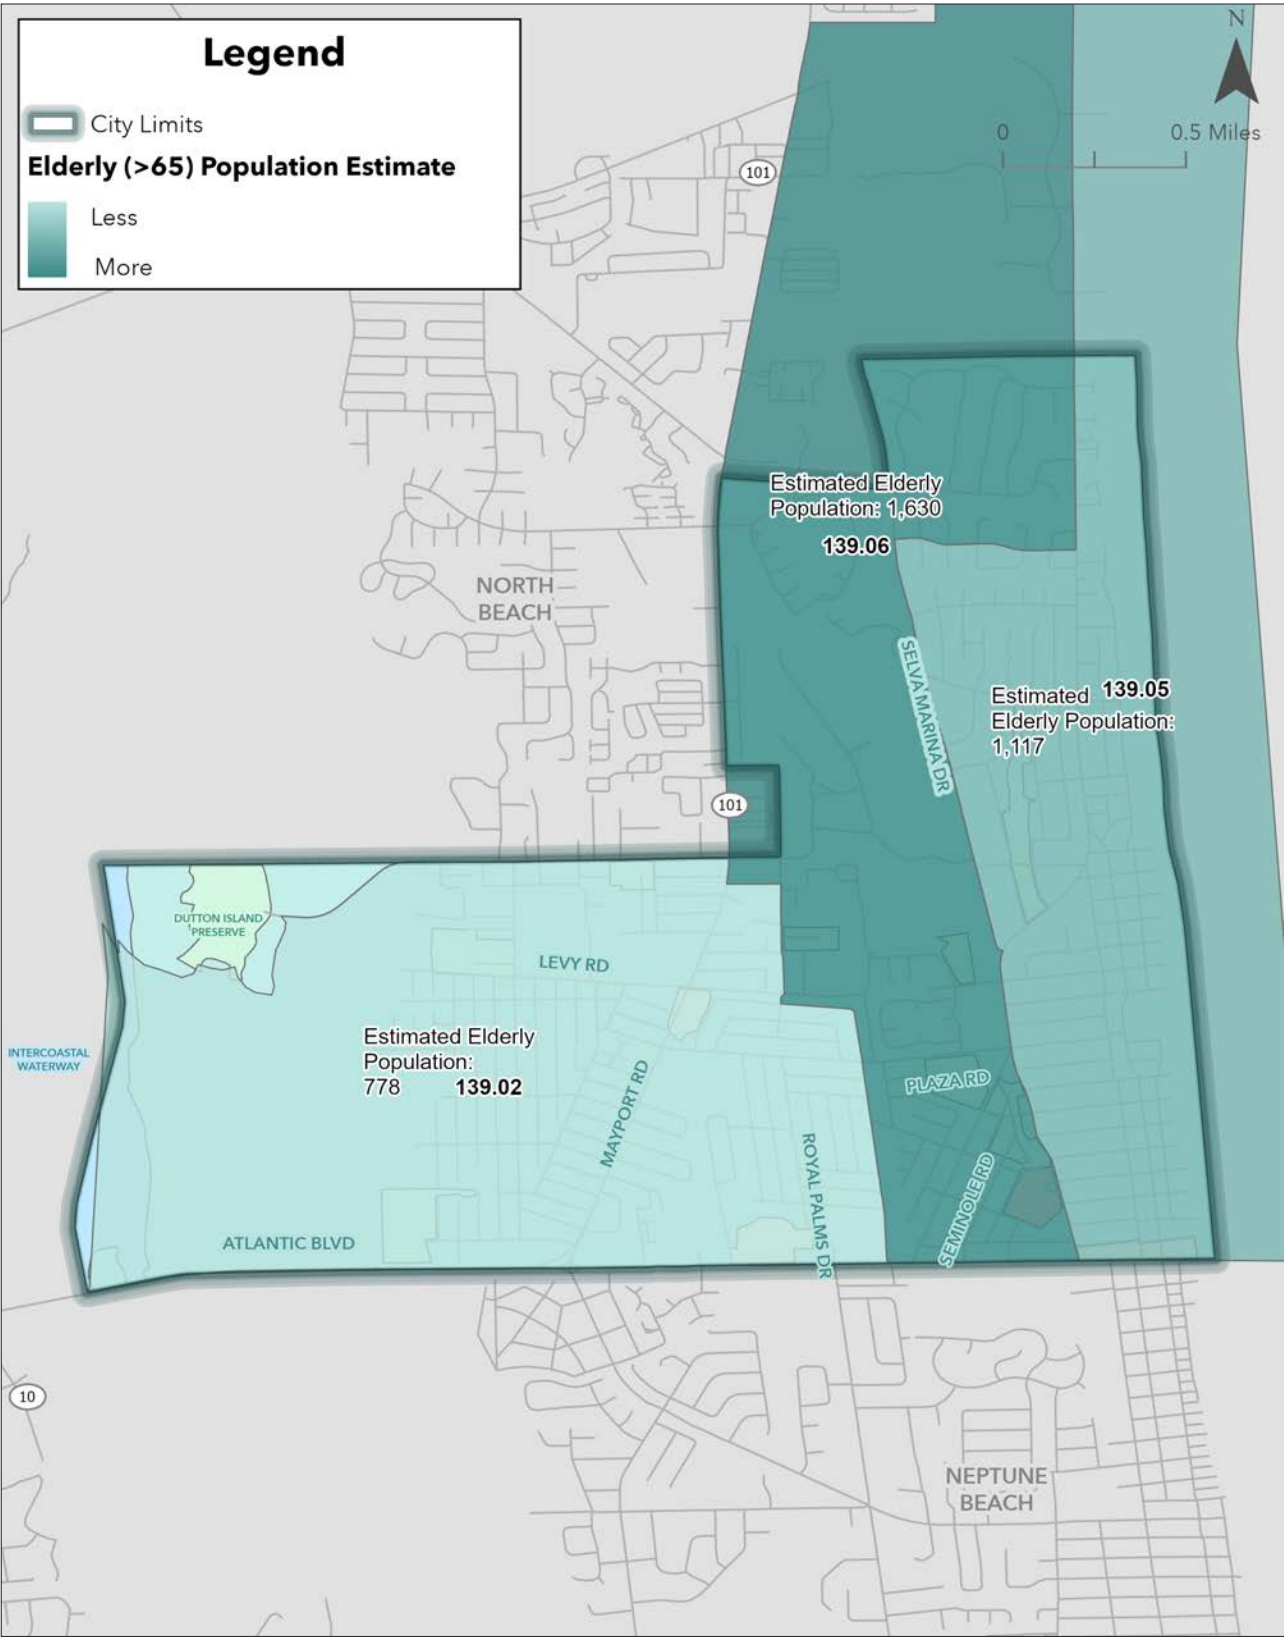 Legend
City Limits
Elderly (>65) Population Estimate
Less
More
N
0 0.5 Miles
101
Estimated Elderly
Population: 1,630
139.06
NORTH
BEACH
SELVA MARINA DR
Estimated 139.05
Elderly Population:
1,117
101
DUTTON ISLAND
PRESERVE
LEVY RD
INTERCOASTAL
WATERWAY
Estimated Elderly
Population:
778 139.02
MAYPORT RD
PLAZA RD
ROYAL PALMS DR
SEMINOLE RD
ATLANTIC BLVD
10
NEPTUNE
BEACH